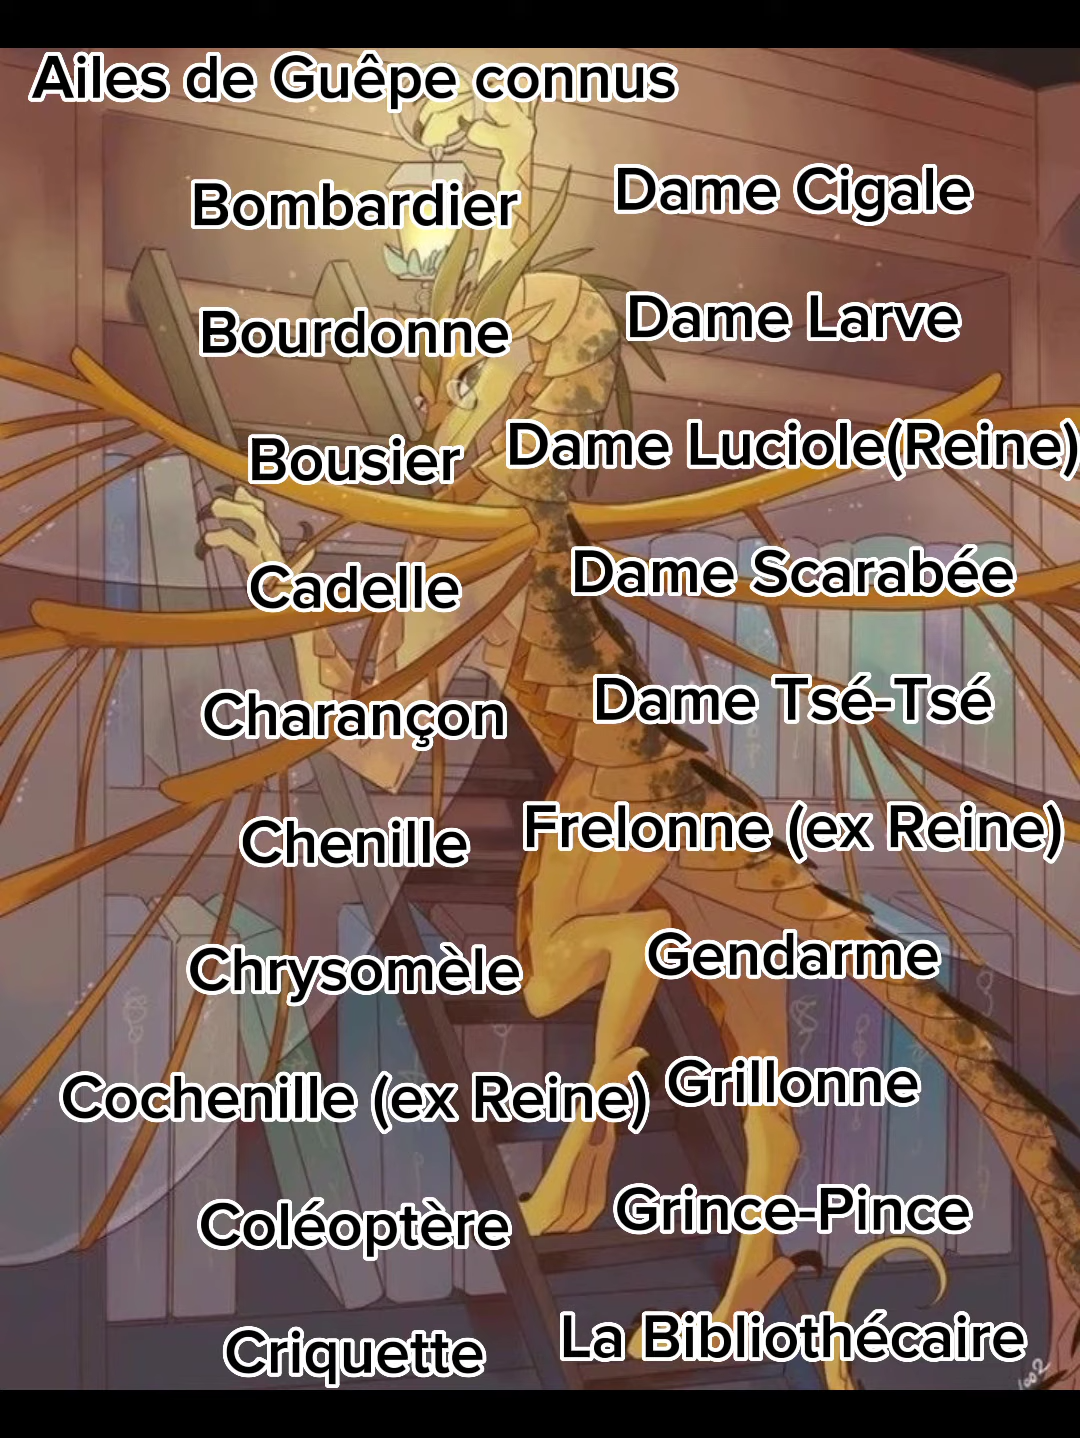 Ailes de Guêpe connus
Bombardier
Bourdonne
Bousier
Cadelle
Charançon
Chenille
Chrysomèle
Cochenille (ex Reine)
Coléoptère
Criquette
Dame Cigale
Dame Larve
Dame Luciole(Reine)
Dame Scarabée
Dame Tsé-Tsé
Frelonne (ex Reine)
Gendarme
Grillonne
Grince-Pince
La Bibliothécaire